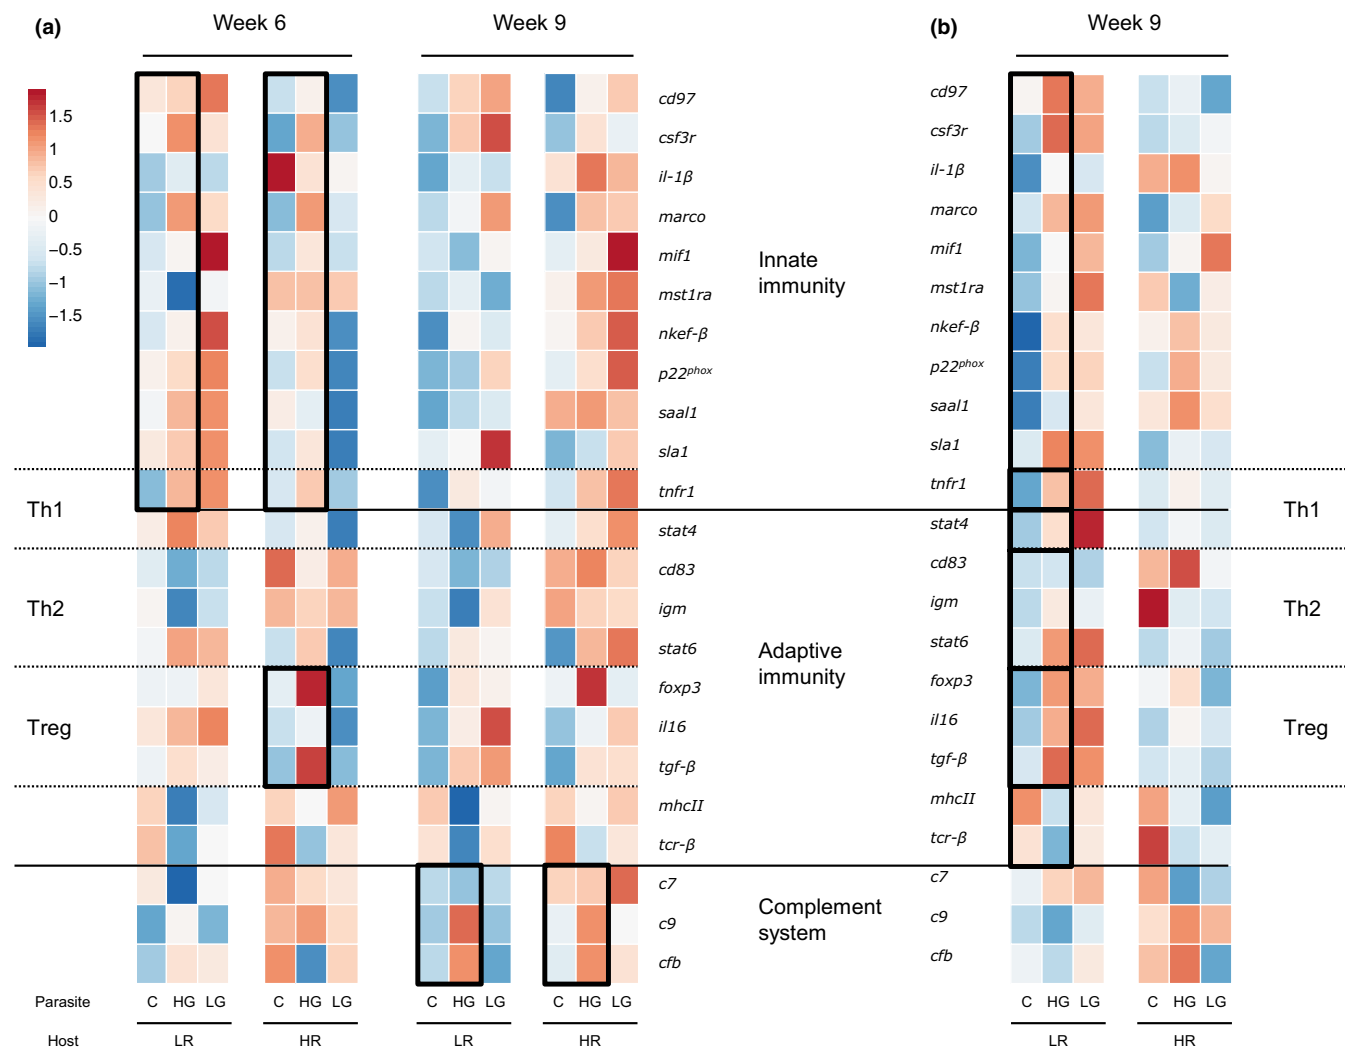 (a)
Week 6
Week 9
(b)
Week 9
1.5
1
0.5
0
−0.5
−1
−1.5
cd97
csf3r
il-1β
marco
mif1
mst1ra
nkef-β
p22phox
saal1
sla1
tnfr1
stat4
cd83
igm
stat6
foxp3
il16
tgf-β
mhcII
tcr-β
c7
c9
cfb
Innate
immunity
Adaptive
immunity
Complement
system
Th1
Th2
Treg
cd97
csf3r
il-1β
marco
mif1
mst1ra
nkef-β
p22phox
saal1
sla1
tnfr1
stat4
cd83
igm
stat6
foxp3
il16
tgf-β
mhcII
tcr-β
c7
c9
cfb
Th1
Th2
Treg
Parasite C HG LG C HG LG C HG LG C HG LG C HG LG C HG LG
Host LR HR LR HR LR HR